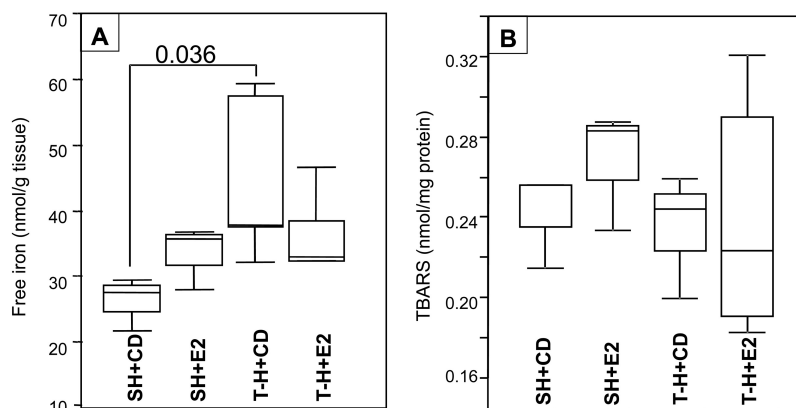 A
70
60
50
40
30
20
10
Free iron (nmol/g tissue)
0.036
SH+CD
SH+E2
T-H+CD
T-H+E2
B
0.32
0.28
0.24
0.20
0.16
TBARS (nmol/mg protein)
SH+CD
SH+E2
T-H+CD
T-H+E2